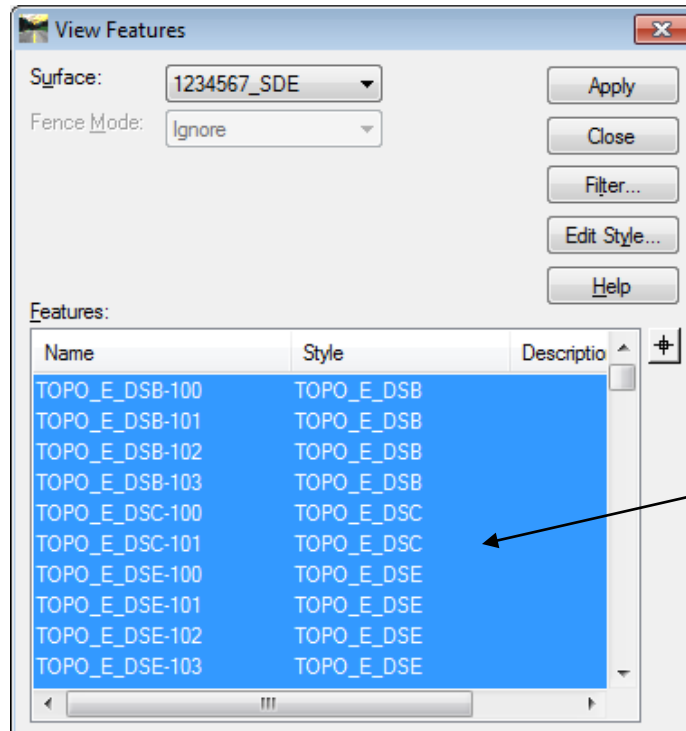 View Features
Surface: 1234567_SDE Apply
Fence Mode: Ignore Close
Filter...
Edit Style...
Help
Features:
Name Style Descriptio
TOPO_E_DSB-100 TOPO_E_DSB
TOPO_E_DSB-101 TOPO_E_DSB
TOPO_E_DSB-102 TOPO_E_DSB
TOPO_E_DSB-103 TOPO_E_DSB
TOPO_E_DSC-100 TOPO_E_DSC
TOPO_E_DSC-101 TOPO_E_DSC
TOPO_E_DSE-100 TOPO_E_DSE
TOPO_E_DSE-101 TOPO_E_DSE
TOPO_E_DSE-102 TOPO_E_DSE
TOPO_E_DSE-103 TOPO_E_DSE